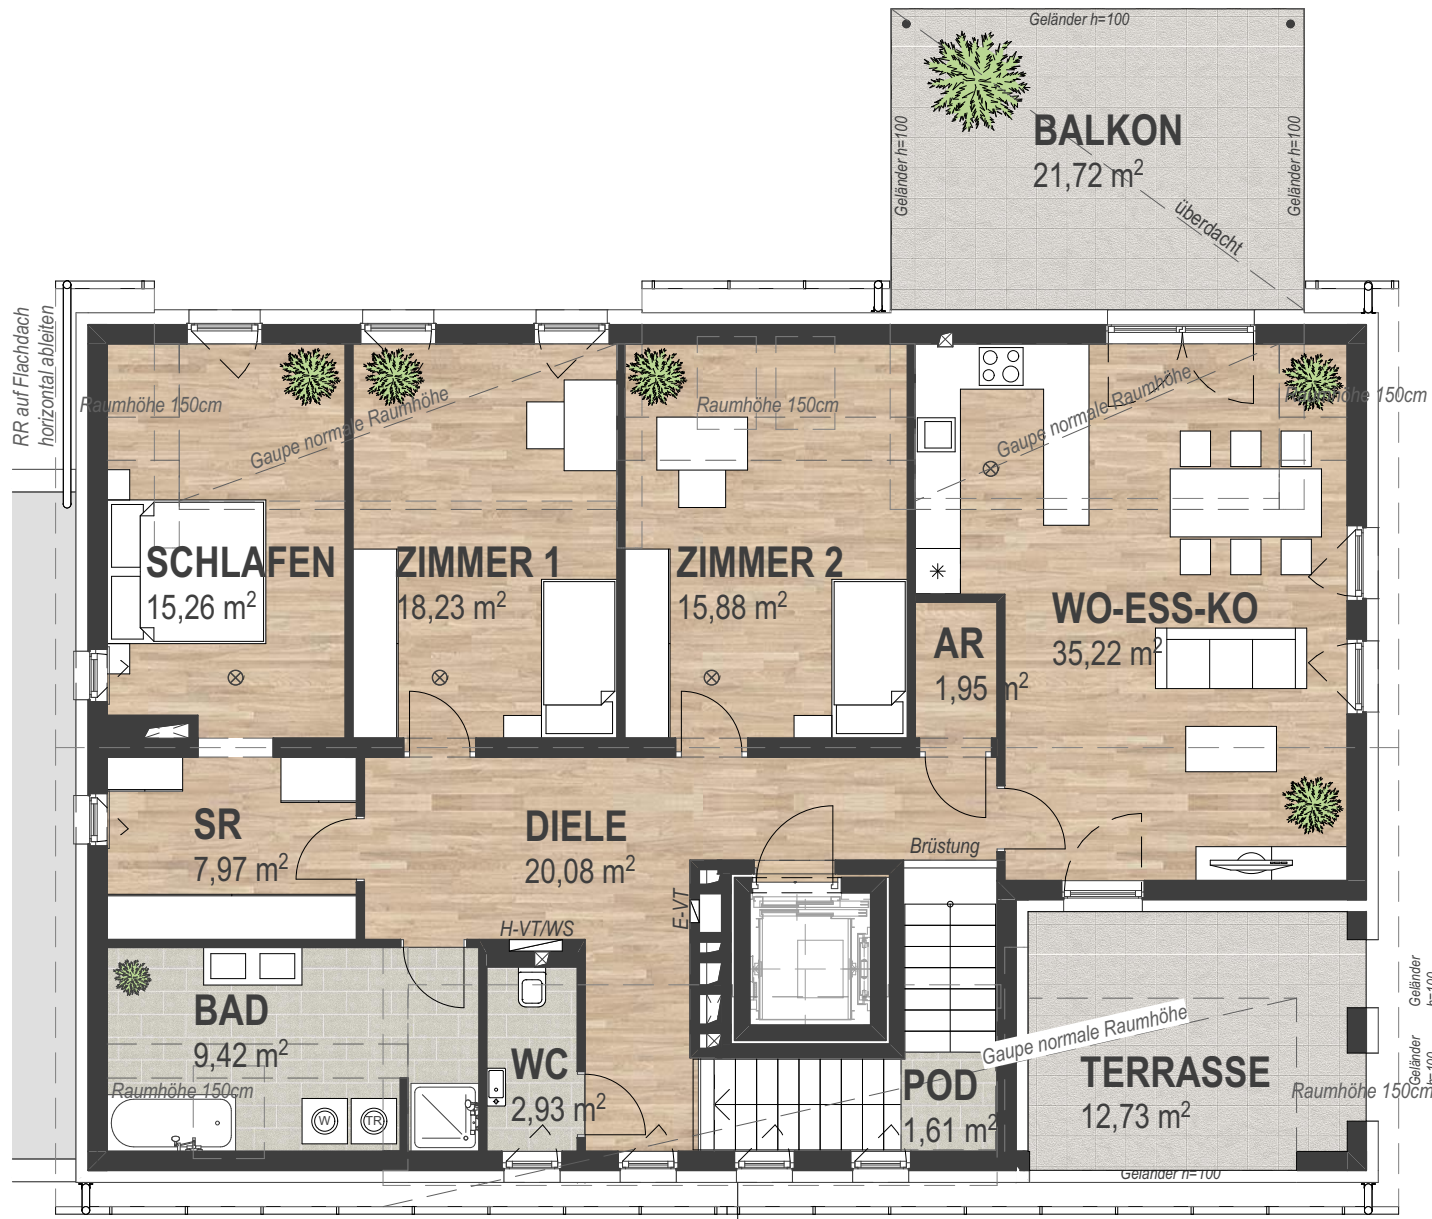 Geländer h=100
BALKON
21,72 m²
Geländer h=100
Geländer h=100
überdacht
RR auf Flachdach
horizontal ableiten
Raumhöhe 150cm
Gaupe normale Raumhöhe
Raumhöhe 150cm
Gaupe normale Raumhöhe
Raumhöhe 150cm
SCHLAFEN
15,26 m²
ZIMMER 1
18,23 m²
ZIMMER 2
15,88 m²
WO-ESS-KO
35,22 m²
AR
1,95 m²
SR
7,97 m²
DIELE
20,08 m²
Brüstung
E-VT
H-VT/WS
BAD
9,42 m²
Raumhöhe 150cm
W
TR
WC
2,93 m²
POD
1,61 m²
Gaupe normale Raumhöhe
TERRASSE
12,73 m²
Raumhöhe 150cm
Geländer
h=100
Geländer
h=100
Geländer h=100